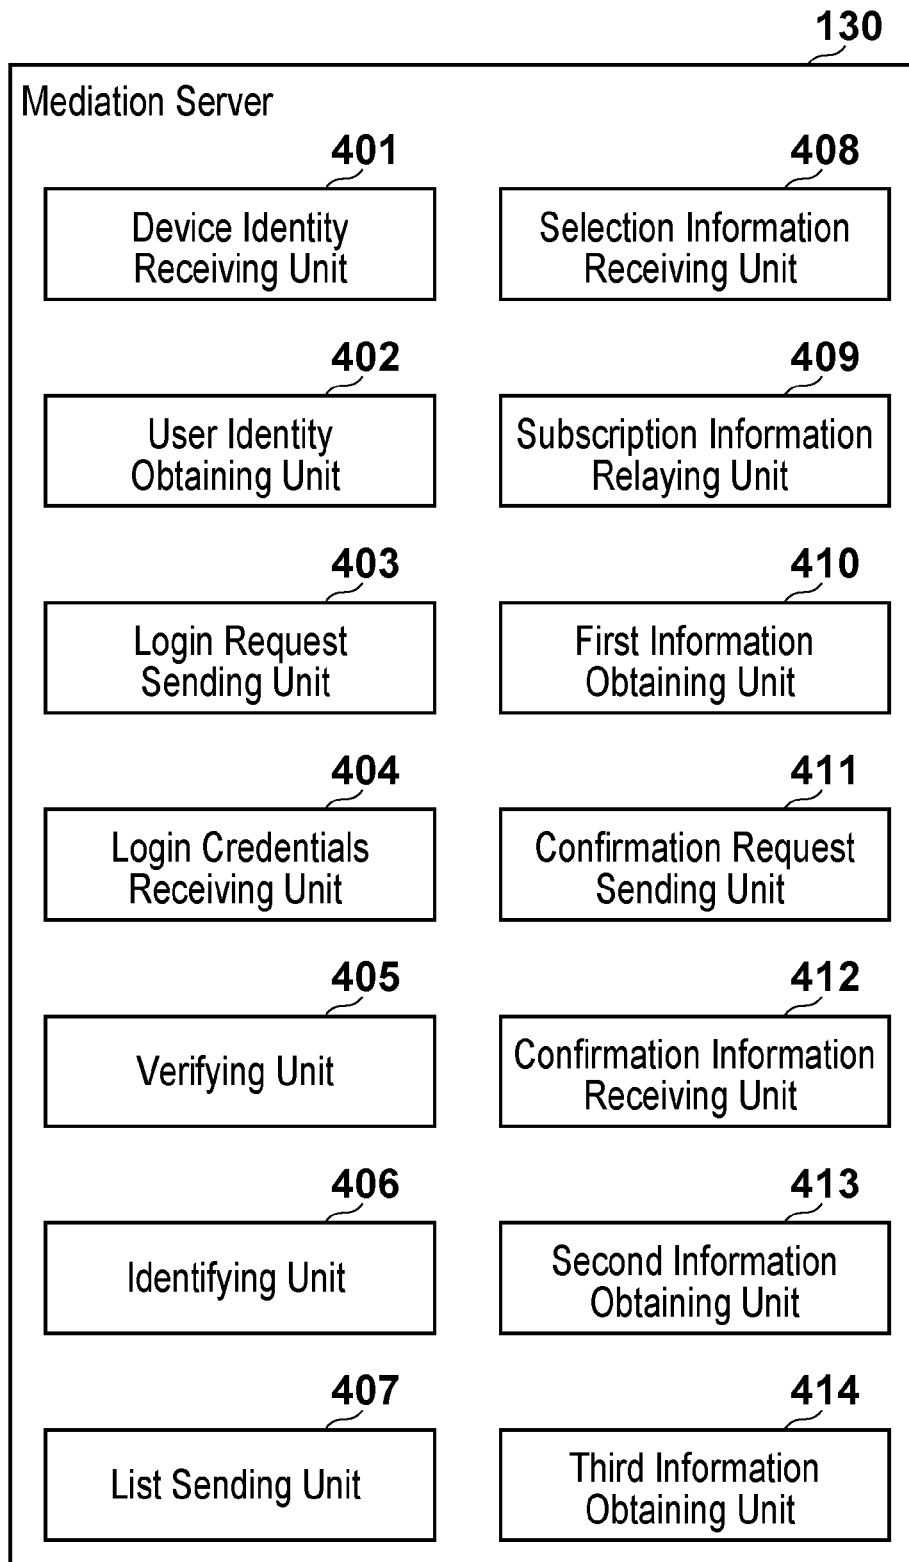 130
Mediation Server
401
Device Identity
Receiving Unit
402
User Identity
Obtaining Unit
403
Login Request
Sending Unit
404
Login Credentials
Receiving Unit
405
Verifying Unit
406
Identifying Unit
407
List Sending Unit
408
Selection Information
Receiving Unit
409
Subscription Information
Relaying Unit
410
First Information
Obtaining Unit
411
Confirmation Request
Sending Unit
412
Confirmation Information
Receiving Unit
413
Second Information
Obtaining Unit
414
Third Information
Obtaining Unit